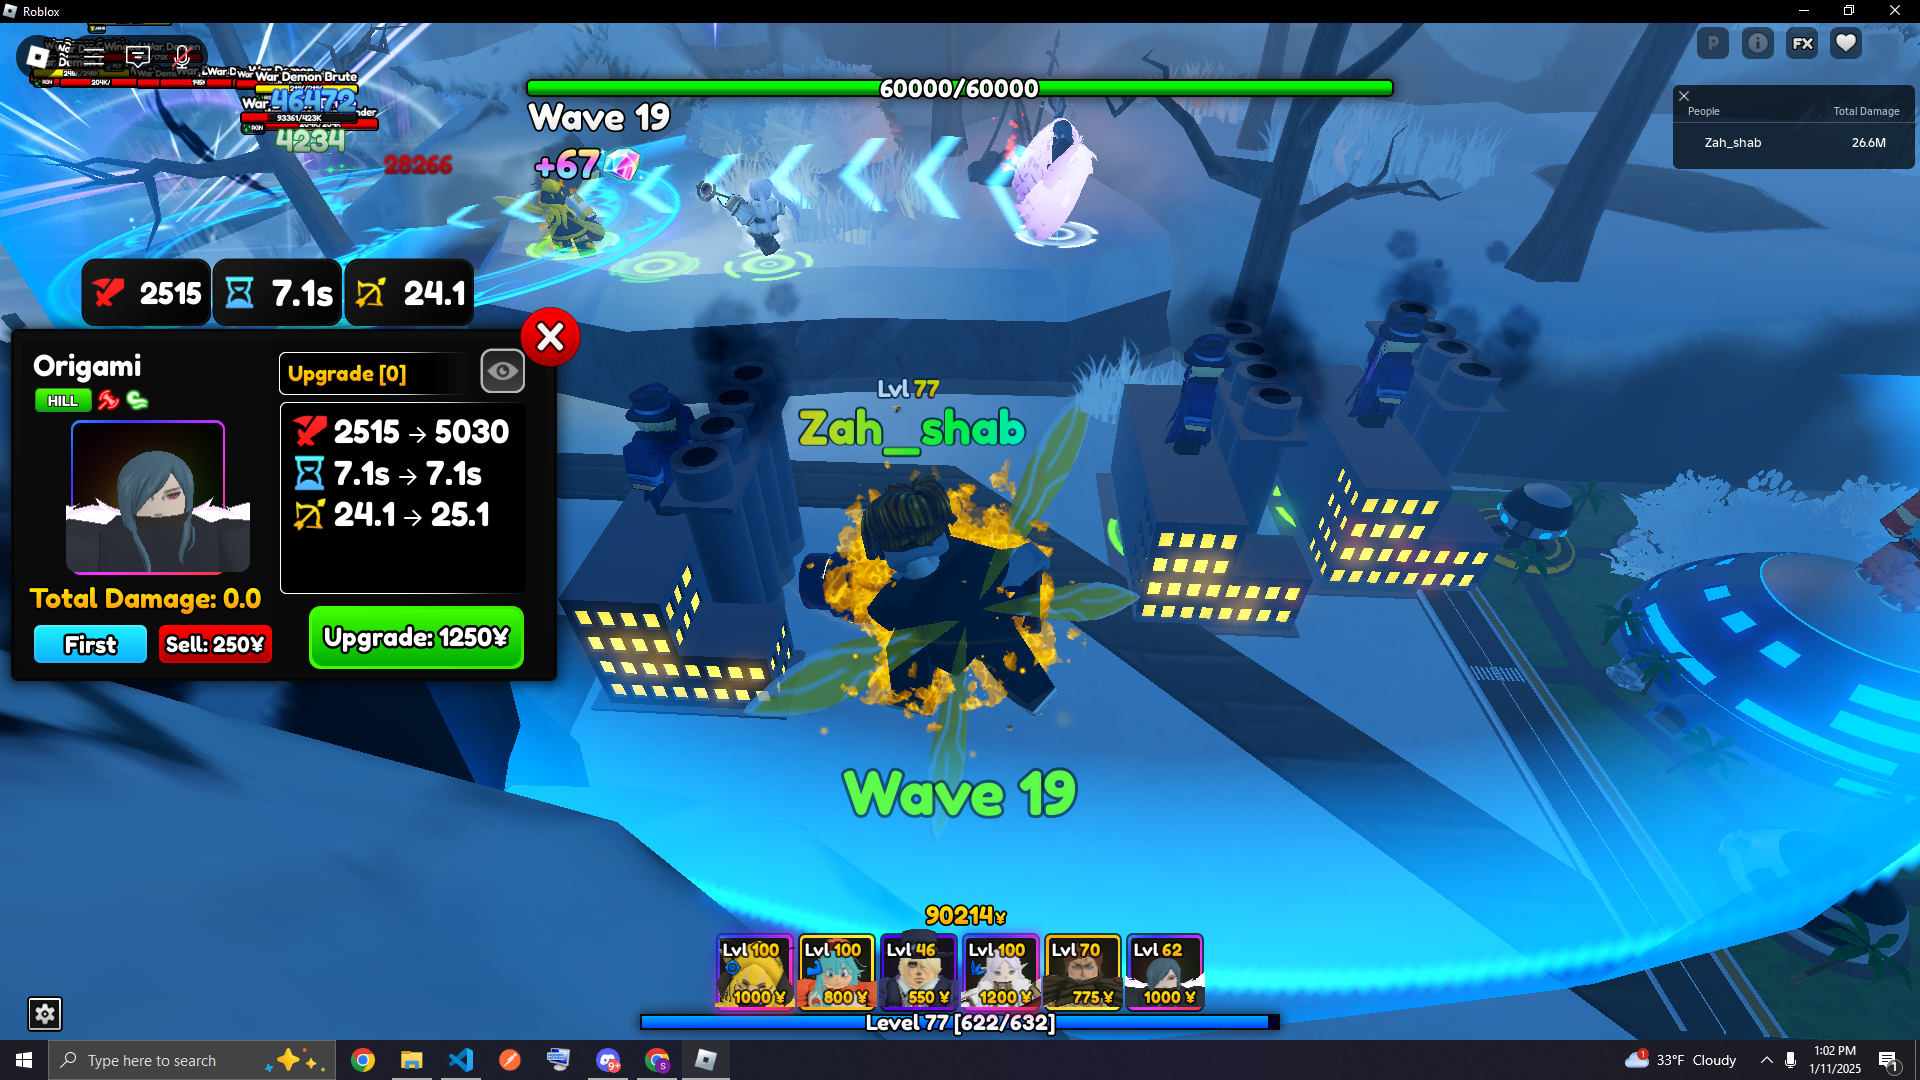 Roblox
War Demon Brute
46472
93361/423K
4234
28266
60000/60000
Wave 19
+67
P
FX
People Total Damage
Zah_shab 26.6M
2515 7.1s 24.1
Origami
HILL
Upgrade [0]
2515 → 5030
7.1s → 7.1s
24.1 → 25.1
Total Damage: 0.0
First
Sell: 250¥
Upgrade: 1250¥
Lvl 77
Zah_shab
Wave 19
90214¥
Lvl 100 Lvl 100 Lvl 46 Lvl 100 Lvl 70 Lvl 62
1000 ¥ 800 ¥ 550 ¥ 1200 ¥ 775 ¥ 1000 ¥
Level 77 [622/632]
Type here to search
9+
S
1
33°F Cloudy
1:02 PM
1/11/2025
1